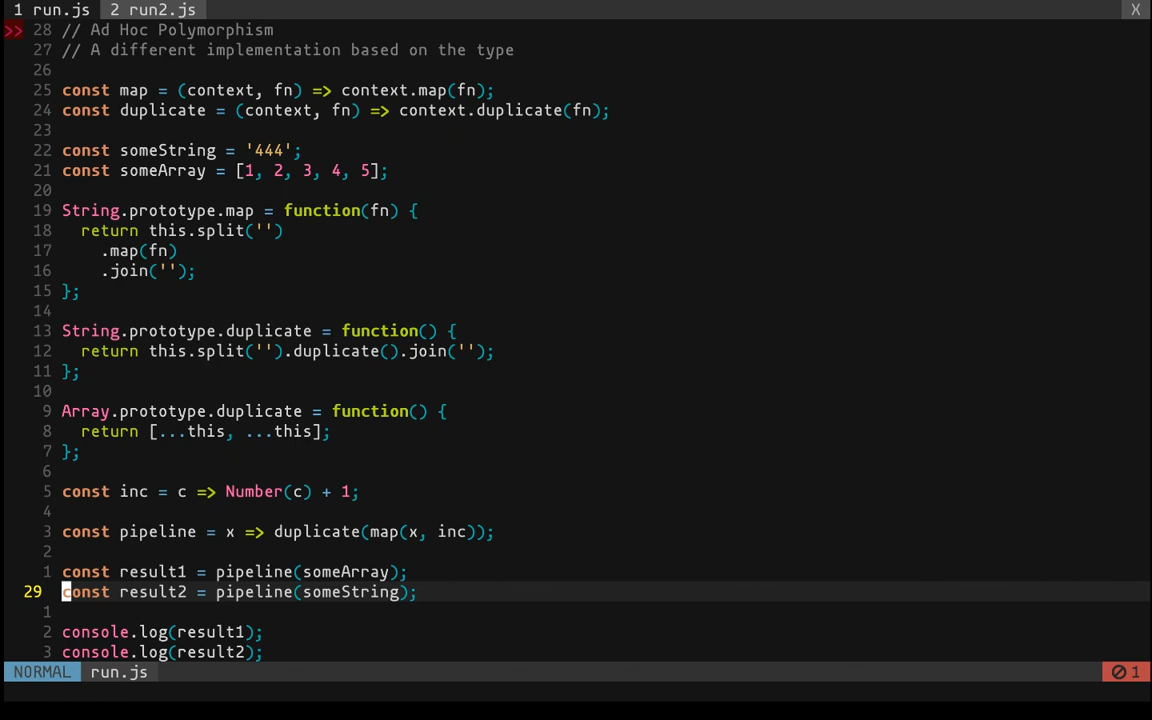 1 run.js  2 run2.js  X
>> 28 // Ad Hoc Polymorphism
27 // A different implementation based on the type
26
25 const map = (context, fn) => context.map(fn);
24 const duplicate = (context, fn) => context.duplicate(fn);
23
22 const someString = '444';
21 const someArray = [1, 2, 3, 4, 5];
20
19 String.prototype.map = function(fn) {
18   return this.split('')
17     .map(fn)
16     .join('');
15 };
14
13 String.prototype.duplicate = function() {
12   return this.split('').duplicate().join('');
11 };
10
9 Array.prototype.duplicate = function() {
8   return [...this, ...this];
7 };
6
5 const inc = c => Number(c) + 1;
4
3 const pipeline = x => duplicate(map(x, inc));
2
1 const result1 = pipeline(someArray);
29 const result2 = pipeline(someString);
1
2 console.log(result1);
3 console.log(result2);
NORMAL  run.js  1